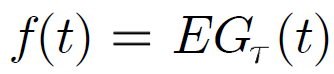 f(t) = EG_τ(t)